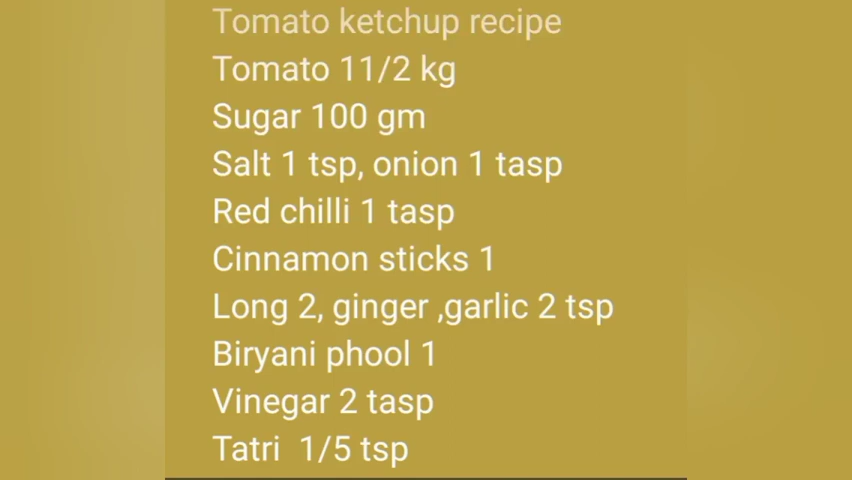 Tomato ketchup recipe
Tomato 11/2 kg
Sugar 100 gm
Salt 1 tsp, onion 1 tasp
Red chilli 1 tasp
Cinnamon sticks 1
Long 2, ginger ,garlic 2 tsp
Biryani phool 1
Vinegar 2 tasp
Tatri  1/5 tsp